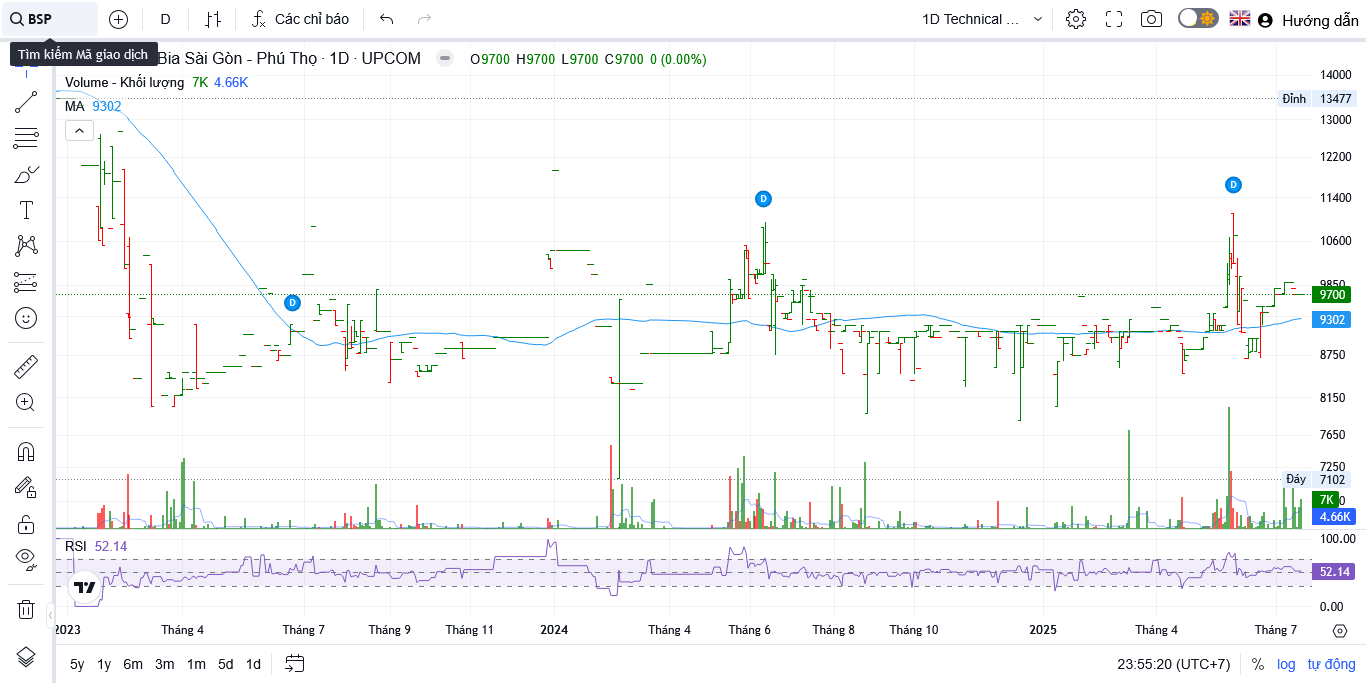 BSP
D
Các chỉ báo
1D Technical ...
Hướng dẫn
Tìm kiếm Mã giao dịch
Bia Sài Gòn - Phú Thọ · 1D · UPCOM
O9700 H9700 L9700 C9700 0 (0.00%)
Volume - Khối lượng 7K 4.66K
MA 9302
14000
Đỉnh 13477
13000
12200
11400
10600
9850
9700
9302
8750
8150
7650
7250
Đáy 7102
7K
4.66K
D
D
D
RSI 52.14
100.00
52.14
0.00
2023 Tháng 4 Tháng 7 Tháng 9 Tháng 11 2024 Tháng 4 Tháng 6 Tháng 8 Tháng 10 2025 Tháng 4 Tháng 7
5y 1y 6m 3m 1m 5d 1d
23:55:20 (UTC+7) % log tự động